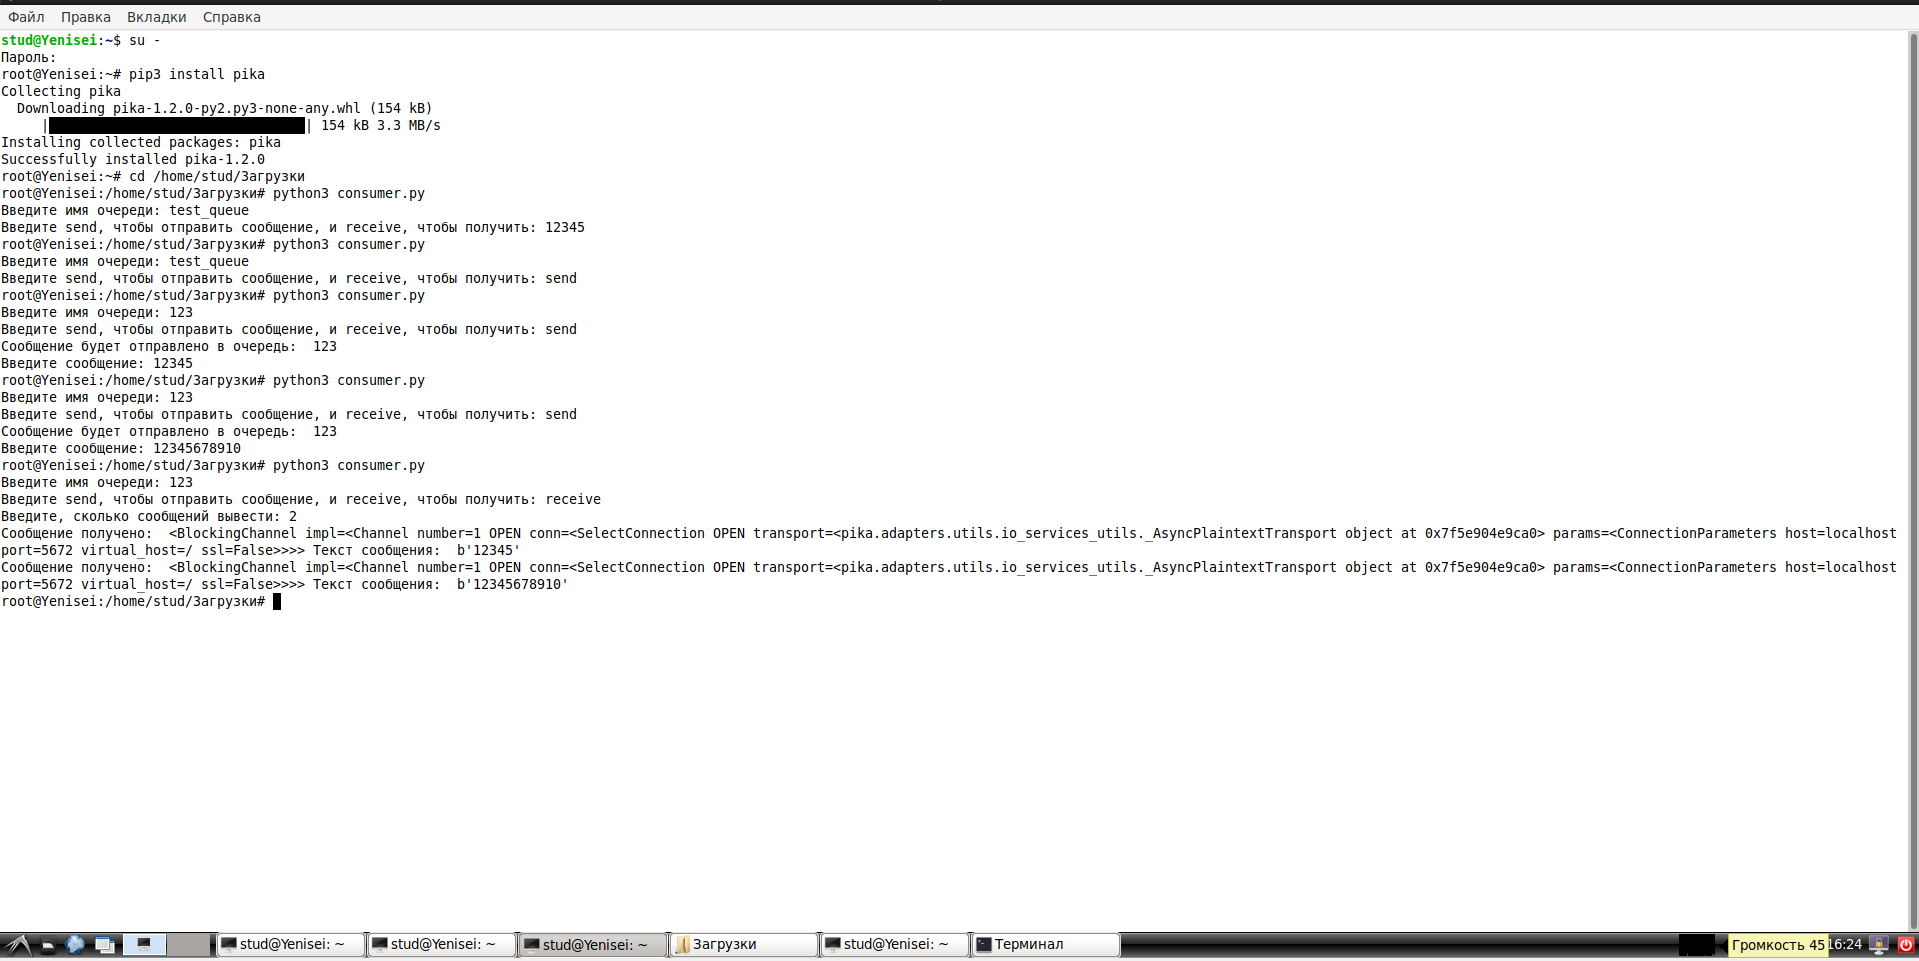 Файл Правка Вкладки Справка
stud@Yenisei:~$ su -
Пароль:
root@Yenisei:~# pip3 install pika
Collecting pika
  Downloading pika-1.2.0-py2.py3-none-any.whl (154 kB)
     |████████████████████████████████| 154 kB 3.3 MB/s
Installing collected packages: pika
Successfully installed pika-1.2.0
root@Yenisei:~# cd /home/stud/Загрузки
root@Yenisei:/home/stud/Загрузки# python3 consumer.py
Введите имя очереди: test_queue
Введите send, чтобы отправить сообщение, и receive, чтобы получить: 12345
root@Yenisei:/home/stud/Загрузки# python3 consumer.py
Введите имя очереди: test_queue
Введите send, чтобы отправить сообщение, и receive, чтобы получить: send
root@Yenisei:/home/stud/Загрузки# python3 consumer.py
Введите имя очереди: 123
Введите send, чтобы отправить сообщение, и receive, чтобы получить: send
Сообщение будет отправлено в очередь:  123
Введите сообщение: 12345
root@Yenisei:/home/stud/Загрузки# python3 consumer.py
Введите имя очереди: 123
Введите send, чтобы отправить сообщение, и receive, чтобы получить: send
Сообщение будет отправлено в очередь:  123
Введите сообщение: 12345678910
root@Yenisei:/home/stud/Загрузки# python3 consumer.py
Введите имя очереди: 123
Введите send, чтобы отправить сообщение, и receive, чтобы получить: receive
Введите, сколько сообщений вывести: 2
Сообщение получено:  <BlockingChannel impl=<Channel number=1 OPEN conn=<SelectConnection OPEN transport=<pika.adapters.utils.io_services_utils._AsyncPlaintextTransport object at 0x7f5e904e9ca0> params=<ConnectionParameters host=localhost
port=5672 virtual_host=/ ssl=False>>>> Текст сообщения:  b'12345'
Сообщение получено:  <BlockingChannel impl=<Channel number=1 OPEN conn=<SelectConnection OPEN transport=<pika.adapters.utils.io_services_utils._AsyncPlaintextTransport object at 0x7f5e904e9ca0> params=<ConnectionParameters host=localhost
port=5672 virtual_host=/ ssl=False>>>> Текст сообщения:  b'12345678910'
root@Yenisei:/home/stud/Загрузки#
stud@Yenisei: ~ stud@Yenisei: ~ stud@Yenisei: ~ Загрузки stud@Yenisei: ~ Терминал Громкость 45 16:24